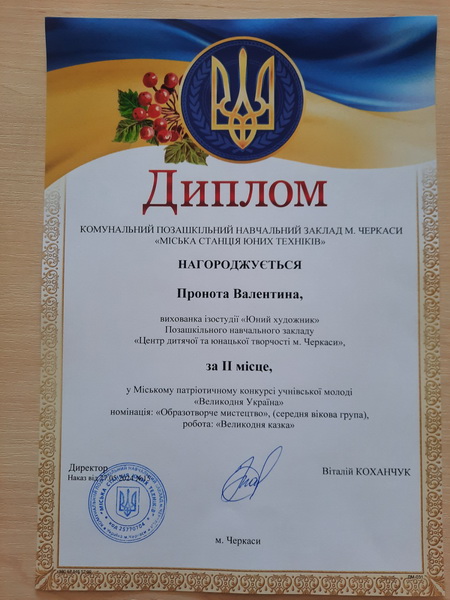 Диплом
КОМУНАЛЬНИЙ ПОЗАШКІЛЬНИЙ НАВЧАЛЬНИЙ ЗАКЛАД М. ЧЕРКАСИ
«МІСЬКА СТАНЦІЯ ЮНИХ ТЕХНІКІВ»
НАГОРОДЖУЄТЬСЯ
Пронота Валентина,
вихованка ізостудії «Юний художник»
Позашкільного навчального закладу
«Центр дитячої та юнацької творчості м. Черкаси»,
за ІІ місце,
у Міському патріотичному конкурсі учнівської молоді
«Великодня Україна»
номінація: «Образотворче мистецтво», (середня вікова група),
робота: «Великодня казка»
Директор
Віталій КОХАНЧУК
Наказ від
м. Черкаси